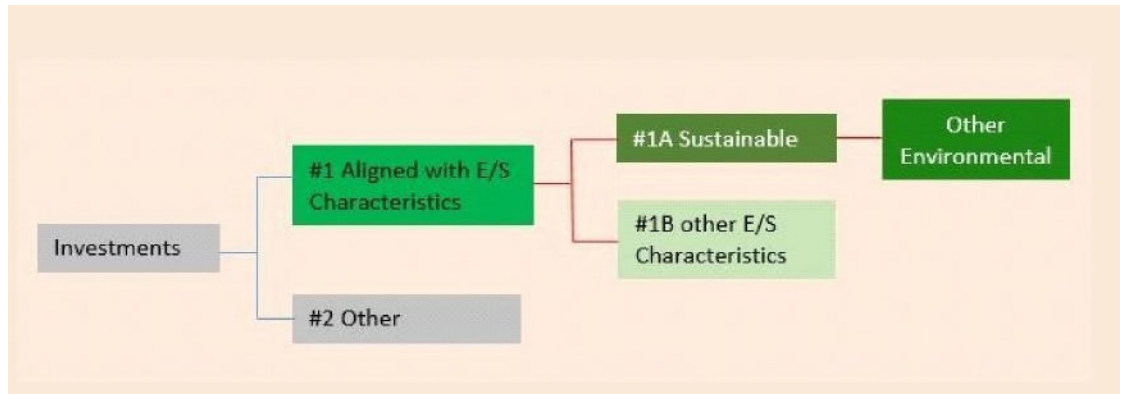 Investments
#1 Aligned with E/S
Characteristics
#2 Other
#1A Sustainable
#1B other E/S
Characteristics
Other
Environmental